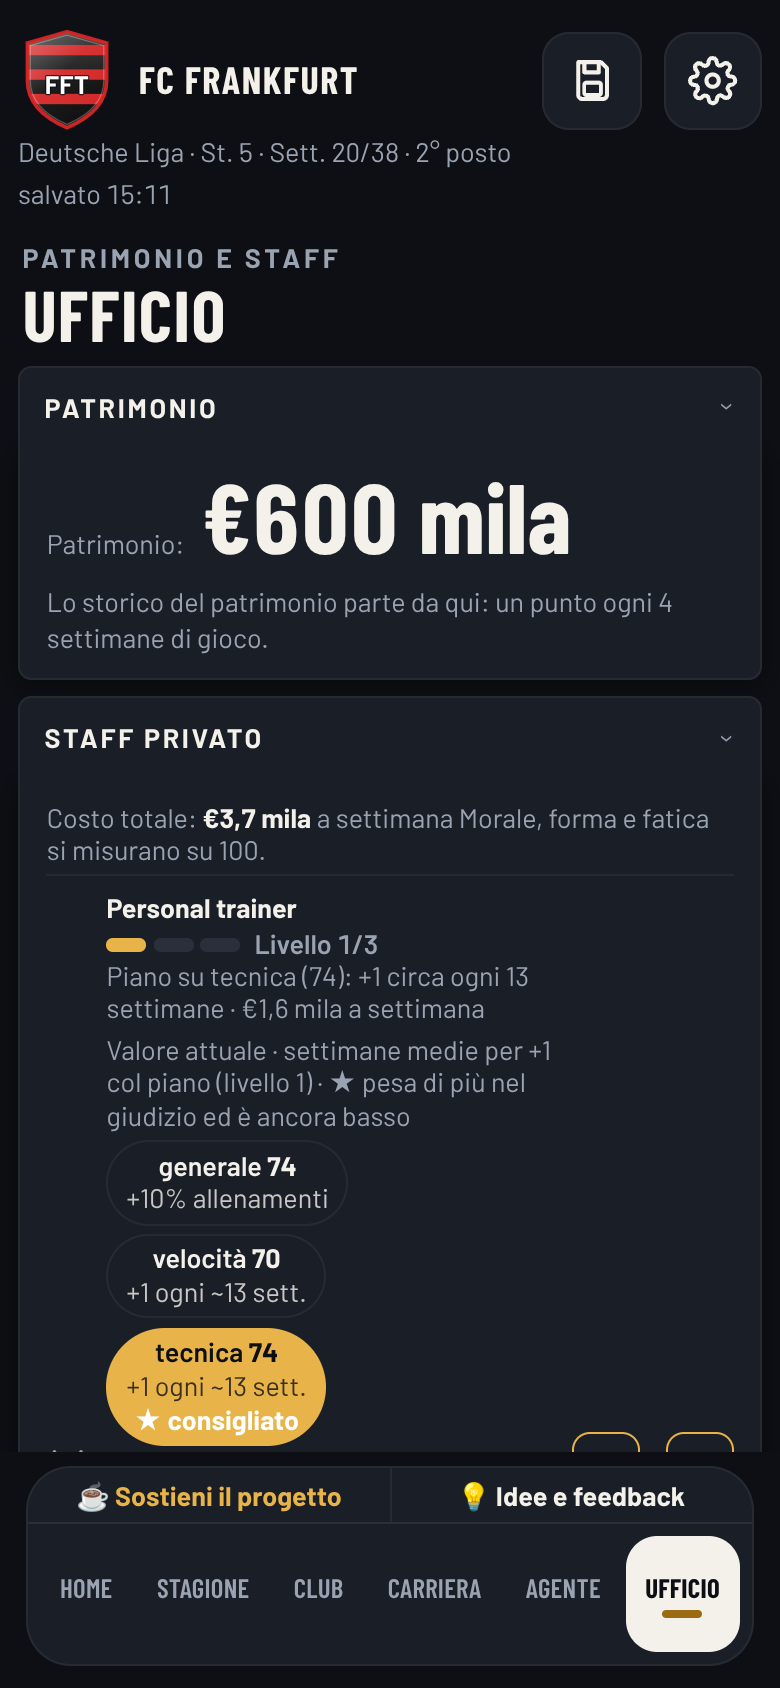 FFT
FC FRANKFURT
Deutsche Liga · St. 5 · Sett. 20/38 · 2° posto
salvato 15:11
PATRIMONIO E STAFF
UFFICIO
PATRIMONIO
Patrimonio: €600 mila
Lo storico del patrimonio parte da qui: un punto ogni 4
settimane di gioco.
STAFF PRIVATO
Costo totale: €3,7 mila a settimana Morale, forma e fatica
si misurano su 100.
Personal trainer
Livello 1/3
Piano su tecnica (74): +1 circa ogni 13
settimane · €1,6 mila a settimana
Valore attuale · settimane medie per +1
col piano (livello 1) · ★ pesa di più nel
giudizio ed è ancora basso
generale 74
+10% allenamenti
velocità 70
+1 ogni ~13 sett.
tecnica 74
+1 ogni ~13 sett.
★ consigliato
☕ Sostieni il progetto
💡 Idee e feedback
HOME STAGIONE CLUB CARRIERA AGENTE UFFICIO